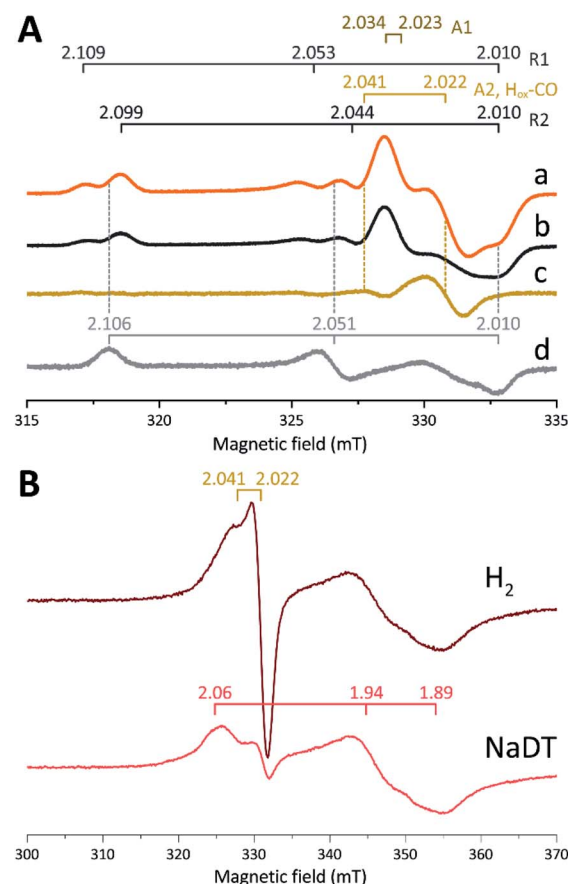 A
2.034 2.023 A1
2.109 2.053 2.010 R1
2.041 2.022 A2, Hₒₓ-CO
2.099 2.044 2.010 R2
a
b
c
2.106 2.051 2.010
d
315 320 325 330 335
Magnetic field (mT)
B
2.041 2.022
H₂
2.06 1.94 1.89
NaDT
300 310 320 330 340 350 360 370
Magnetic field (mT)